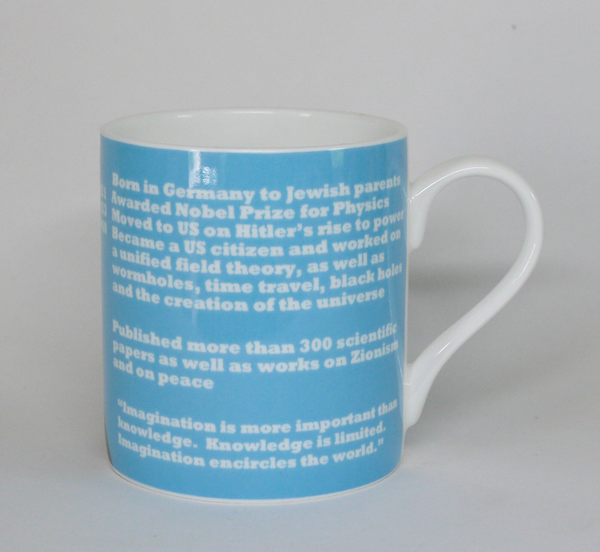 Born in Germany to Jewish parents
Awarded Nobel Prize for Physics
Moved to US on Hitler's rise to power
Became a US citizen and worked on
a unified field theory, as well as
wormholes, time travel, black holes
and the creation of the universe
Published more than 300 scientific
papers as well as works on Zionism
and on peace
"Imagination is more important than
knowledge. Knowledge is limited.
Imagination encircles the world."